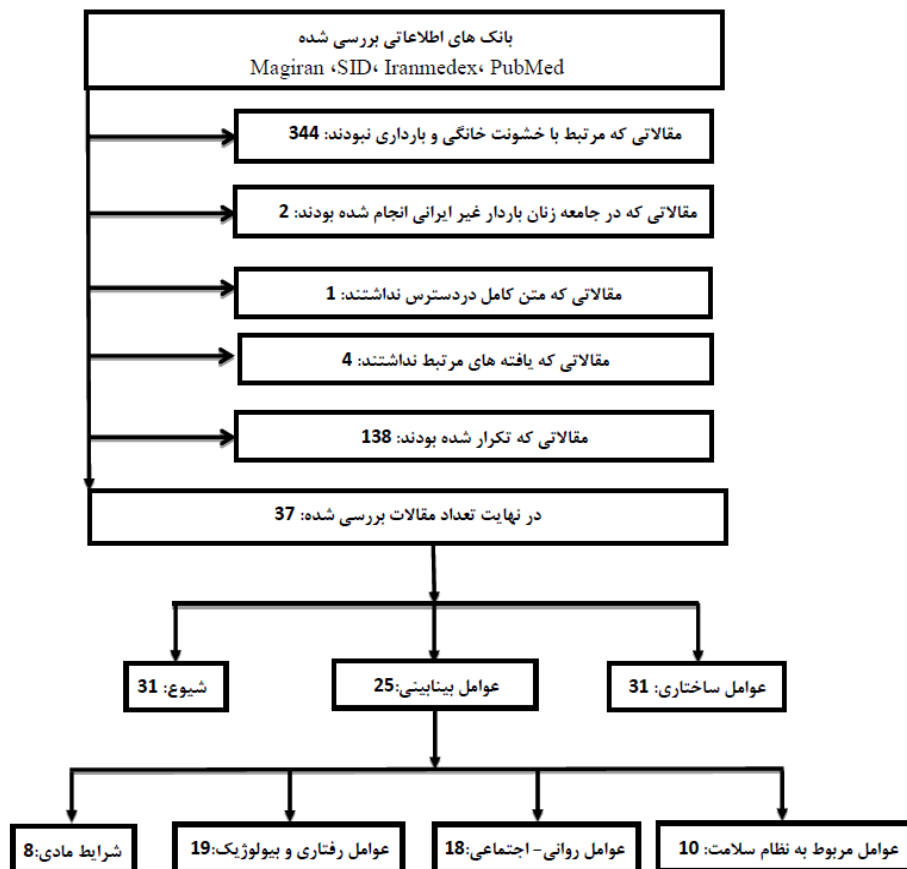 بانک های اطلاعاتی بررسی شده
Magiran ،SID، Iranmedex، PubMed
مقالاتی که مرتبط با خشونت خانگی و بارداری نبودند: 344
مقالاتی که در جامعه زنان باردار غیر ایرانی انجام شده بودند: 2
مقالاتی که متن کامل دردسترس نداشتند: 1
مقالاتی که یافته های مرتبط نداشتند: 4
مقالاتی که تکرار شده بودند: 138
در نهایت تعداد مقالات بررسی شده: 37
عوامل ساختاری: 31
عوامل بینابینی:25
شیوع: 31
عوامل مربوط به نظام سلامت: 10
عوامل روانی- اجتماعی: 18
عوامل رفتاری و بیولوژیک: 19
شرایط مادی:8